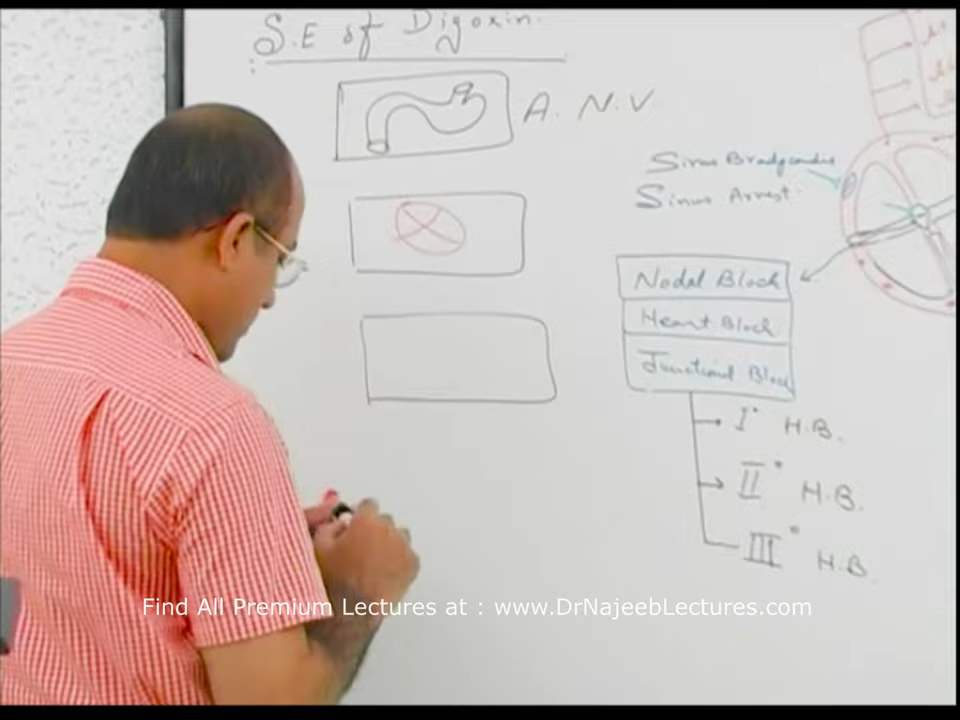 S.E of Digoxin.
A. N. V
Sinus Bradycardia
Sinus Arrest
Nodal Block
Heart Block
Junctional Block
I° H.B.
II° H.B.
III° H.B.
Find All Premium Lectures at : www.DrNajeebLectures.com